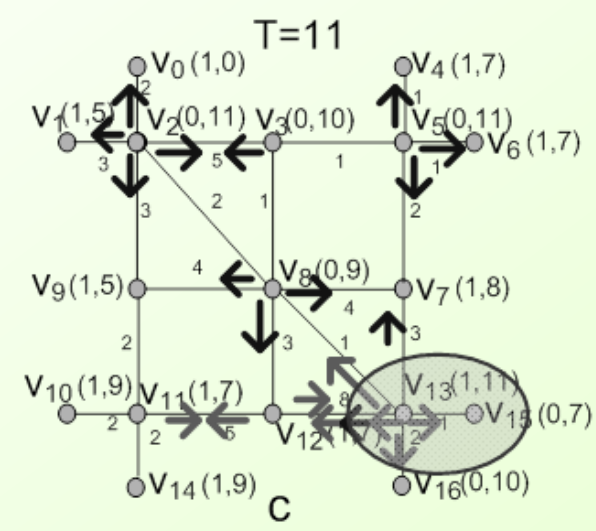 T=11
V0 (1,0)
V4 (1,7)
2
1
V1(1,5)
V2(0,11)
V3(0,10)
V5(0,11)
V6 (1,7)
3
5
1
1
3
2
1
2
V9(1,5)
4
V8(0,9)
4
V7 (1,8)
2
3
1
3
V10(1,9)
V11(1,7)
8
V13(1,11)
V15(0,7)
2
2
5
V12(1,7)
2
1
V14(1,9)
V16(0,10)
C